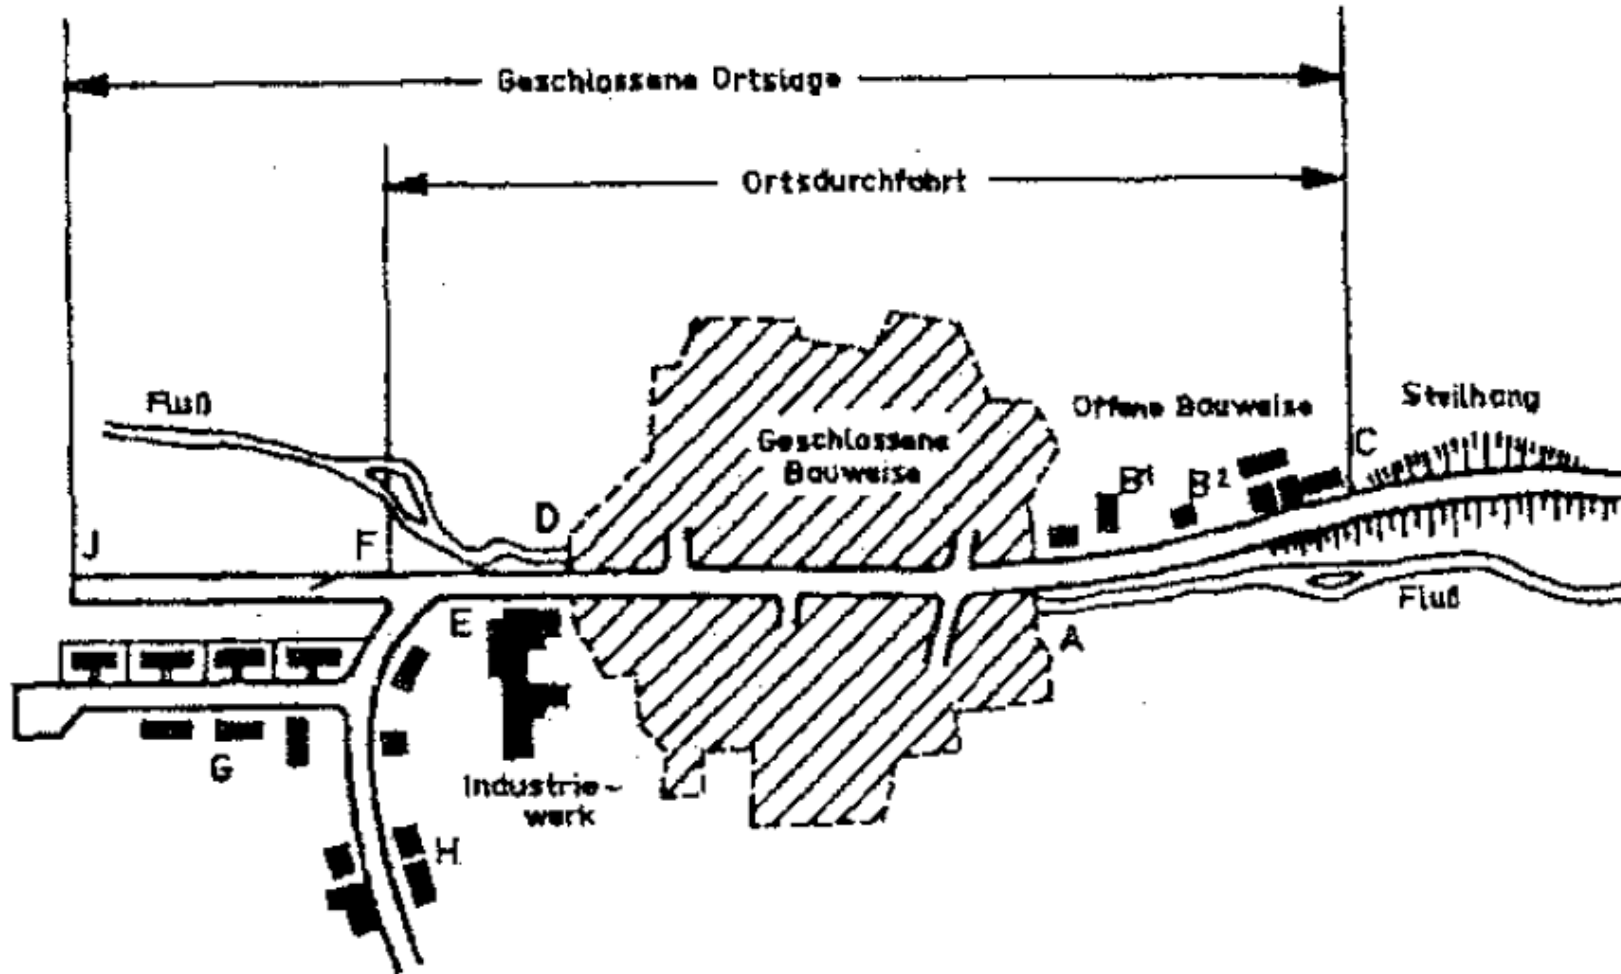 Geschlossene Ortslage
Ortsdurchfahrt
Fluß
Offene Bauweise
Steilhang
Geschlossene
Bauweise
B1
B2
C
D
J
F
E
A
Fluß
G
Industrie-
werk
H